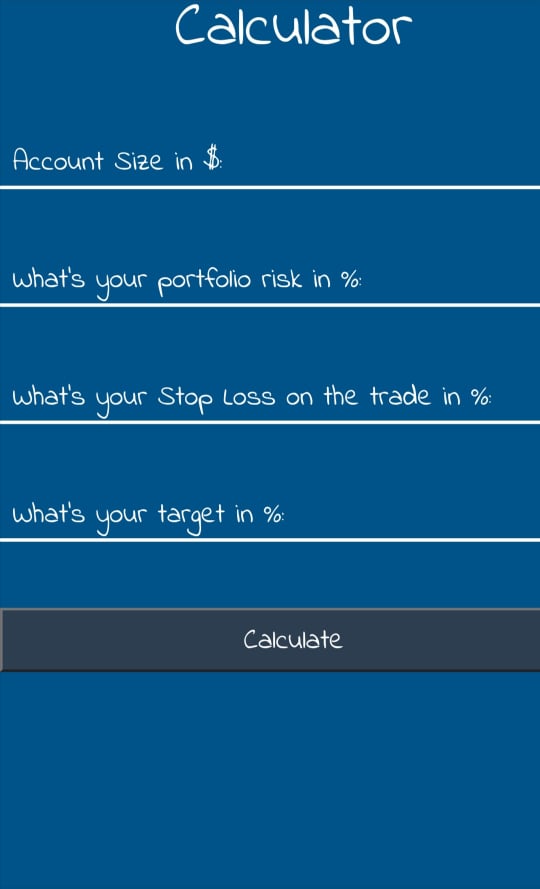 Calculator
Account Size in $:
What's your portfolio risk in %:
What's your Stop Loss on the trade in %:
What's your target in %:
Calculate